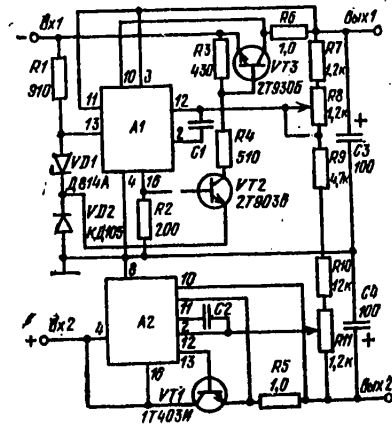 - Вх1
R6
1,0
Вых1
R1
910
10
3
R3
430
VT3
2Т930Б
R7
1,2к
11
13
A1
12
2
C1
R8
1,2к
R4
510
R9
4,7к
C3
100
VD1
Д814А
4
16
VT2
2Т903В
VD2
КД105
R2
200
8
10
R10
12к
C4
100
+ Вх2
4
A2
11
2
12
13
C2
R11
1,2к
16
VT1
1Т403И
R5
1,0
Вых2